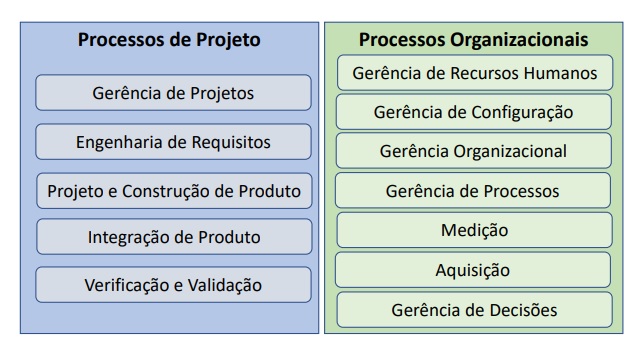 Processos de Projeto
Gerência de Projetos
Engenharia de Requisitos
Projeto e Construção de Produto
Integração de Produto
Verificação e Validação
Processos Organizacionais
Gerência de Recursos Humanos
Gerência de Configuração
Gerência Organizacional
Gerência de Processos
Medição
Aquisição
Gerência de Decisões